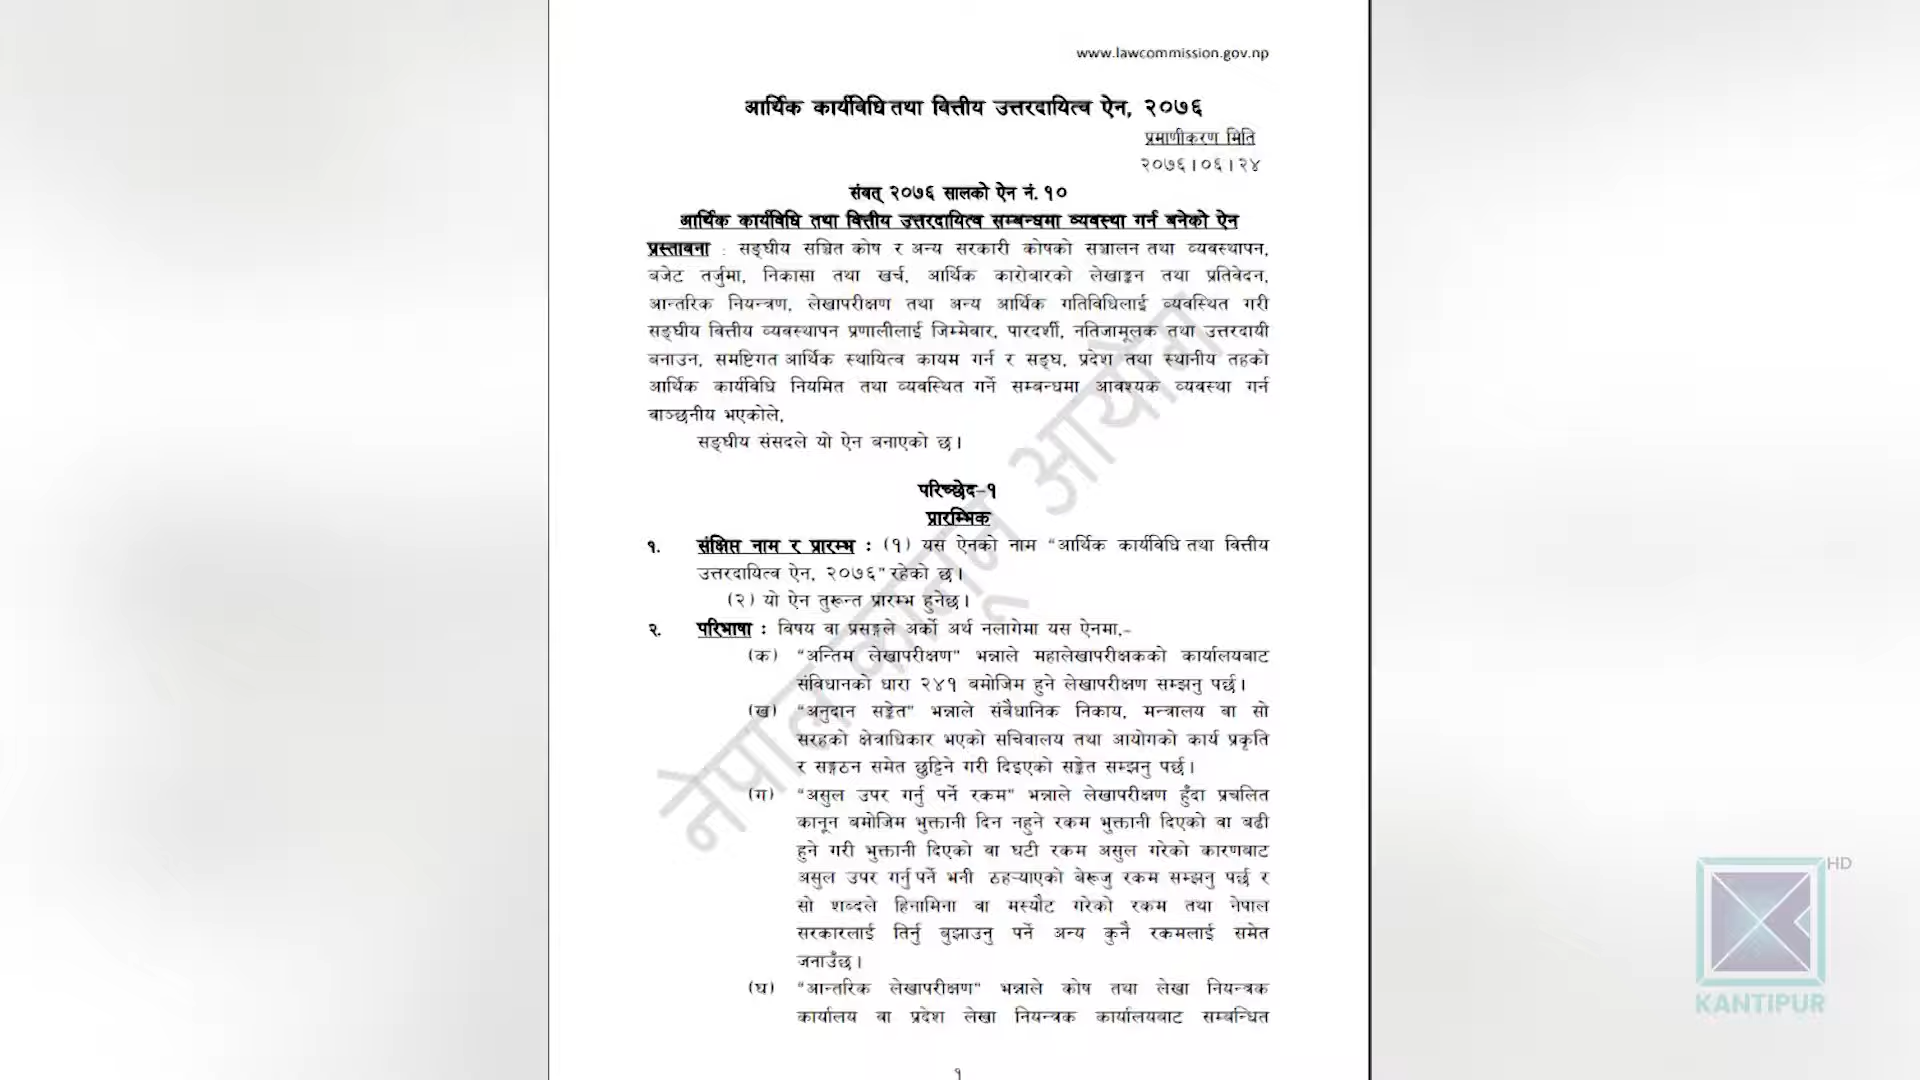 www.lawcommission.gov.np
आर्थिक कार्यविधि तथा वित्तीय उत्तरदायित्व ऐन, २०७६
प्रमाणीकरण मिति
२०७६।०६।२४
संवत् २०७६ सालको ऐन नं. १०
आर्थिक कार्यविधि तथा वित्तीय उत्तरदायित्व सम्बन्धमा व्यवस्था गर्न बनेको ऐन
प्रस्तावना : सङ्घीय सञ्चित कोष र अन्य सरकारी कोषको सञ्चालन तथा व्यवस्थापन,
बजेट तर्जुमा, निकासा तथा खर्च, आर्थिक कारोबारको लेखाङ्कन तथा प्रतिवेदन,
आन्तरिक नियन्त्रण, लेखापरीक्षण तथा अन्य आर्थिक गतिविधिलाई व्यवस्थित गरी
सङ्घीय वित्तीय व्यवस्थापन प्रणालीलाई जिम्मेवार, पारदर्शी, नतिजामूलक तथा उत्तरदायी
बनाउन, समष्टिगत आर्थिक स्थायित्व कायम गर्न र सङ्घ, प्रदेश तथा स्थानीय तहको
आर्थिक कार्यविधि नियमित तथा व्यवस्थित गर्ने सम्बन्धमा आवश्यक व्यवस्था गर्न
वाञ्छनीय भएकोले,
सङ्घीय संसदले यो ऐन बनाएको छ।
परिच्छेद-१
प्रारम्भिक
१. संक्षिप्त नाम र प्रारम्भ : (१) यस ऐनको नाम "आर्थिक कार्यविधि तथा वित्तीय
उत्तरदायित्व ऐन, २०७६" रहेको छ।
(२) यो ऐन तुरून्त प्रारम्भ हुनेछ।
२. परिभाषा : विषय वा प्रसङ्गले अर्को अर्थ नलागेमा यस ऐनमा,-
(क) "अन्तिम लेखापरीक्षण" भन्नाले महालेखापरीक्षकको कार्यालयबाट
संविधानको धारा २४१ बमोजिम हुने लेखापरीक्षण सम्झनु पर्छ।
(ख) "अनुदान सङ्केत" भन्नाले संवैधानिक निकाय, मन्त्रालय वा सो
सरहको क्षेत्राधिकार भएको सचिवालय तथा आयोगको कार्य प्रकृति
र सङ्गठन समेत छुट्टिने गरी दिइएको सङ्केत सम्झनु पर्छ।
(ग) "असुल उपर गर्नु पर्ने रकम" भन्नाले लेखापरीक्षण हुँदा प्रचलित
कानून बमोजिम भुक्तानी दिन नहुने रकम भुक्तानी दिएको वा बढी
हुने गरी भुक्तानी दिएको वा घटी रकम असुल गरेको कारणबाट
असुल उपर गर्नु पर्ने भनी ठहर्‍याएको बेरूजु रकम सम्झनु पर्छ र
सो शब्दले हिनामिना वा मस्यौट गरेको रकम तथा नेपाल
सरकारलाई तिर्नु बुझाउनु पर्ने अन्य कुनै रकमलाई समेत
जनाउँछ।
(घ) "आन्तरिक लेखापरीक्षण" भन्नाले कोष तथा लेखा नियन्त्रक
कार्यालय वा प्रदेश लेखा नियन्त्रक कार्यालयबाट सम्बन्धित
१
नेपाल कानून आयोग
HD
KANTIPUR